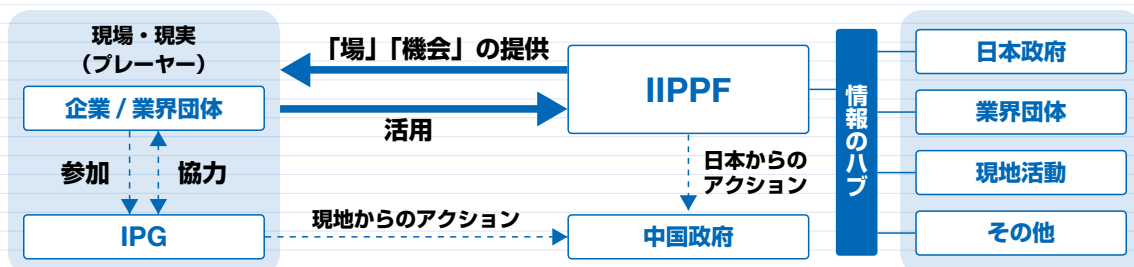 現場・現実
（プレーヤー）
企業 / 業界団体
参加
協力
IPG
「場」「機会」の提供
活用
現地からのアクション
IIPPF
日本からの
アクション
中国政府
情報のハブ
日本政府
業界団体
現地活動
その他